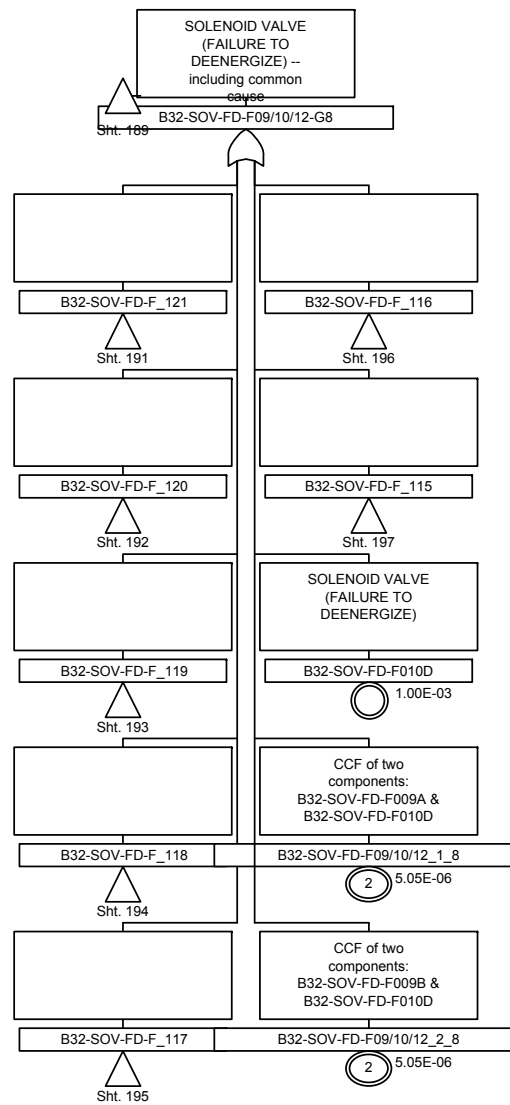 SOLENOID VALVE
(FAILURE TO
DEENERGIZE) --
including common
cause
B32-SOV-FD-F09/10/12-G8
Sht. 189
B32-SOV-FD-F_121
Sht. 191
B32-SOV-FD-F_116
Sht. 196
B32-SOV-FD-F_120
Sht. 192
B32-SOV-FD-F_115
Sht. 197
B32-SOV-FD-F_119
Sht. 193
SOLENOID VALVE
(FAILURE TO
DEENERGIZE)
B32-SOV-FD-F010D
1.00E-03
B32-SOV-FD-F_118
Sht. 194
CCF of two
components:
B32-SOV-FD-F009A &
B32-SOV-FD-F010D
B32-SOV-FD-F09/10/12_1_8
2
5.05E-06
B32-SOV-FD-F_117
Sht. 195
CCF of two
components:
B32-SOV-FD-F009B &
B32-SOV-FD-F010D
B32-SOV-FD-F09/10/12_2_8
2
5.05E-06